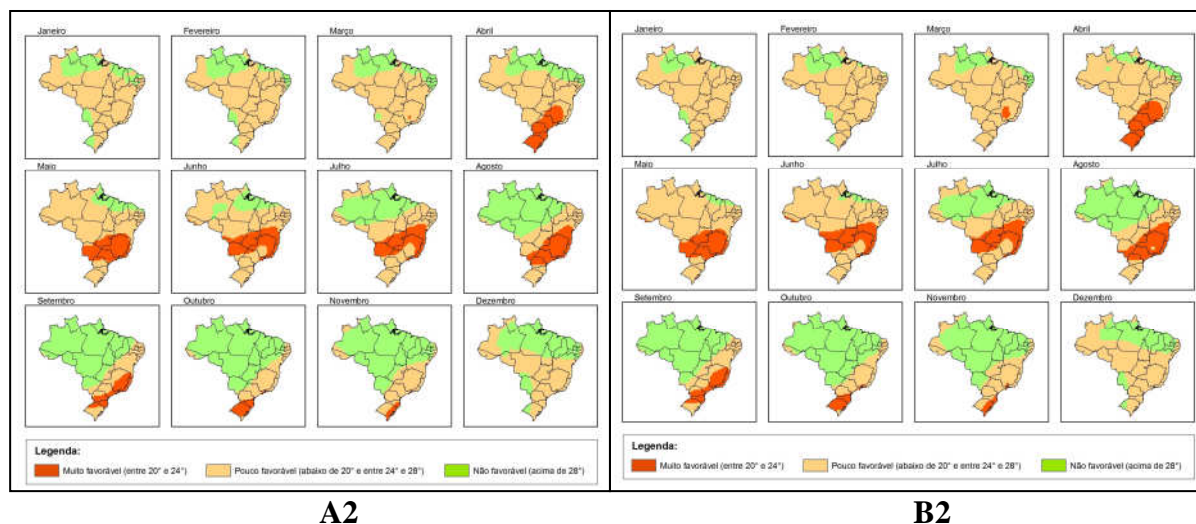 Janeiro Fevereiro Março Abril
Maio Junho Julho Agosto
Setembro Outubro Novembro Dezembro
Legenda:
Muito favorável (entre 20° e 24°) Pouco favorável (abaixo de 20° e entre 24° e 28°) Não favorável (acima de 28°)
A2
Janeiro Fevereiro Março Abril
Maio Junho Julho Agosto
Setembro Outubro Novembro Dezembro
Legenda:
Muito favorável (entre 20° e 24°) Pouco favorável (abaixo de 20° e entre 24° e 28°) Não favorável (acima de 28°)
B2